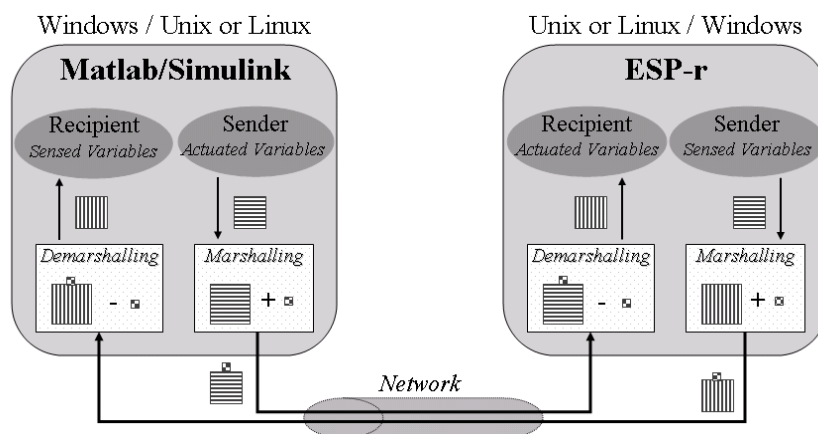 Windows / Unix or Linux
Unix or Linux / Windows
Matlab/Simulink
ESP-r
Recipient
Sensed Variables
Sender
Actuated Variables
Recipient
Actuated Variables
Sender
Sensed Variables
Demarshalling
-
Marshalling
+
Demarshalling
-
Marshalling
+
Network